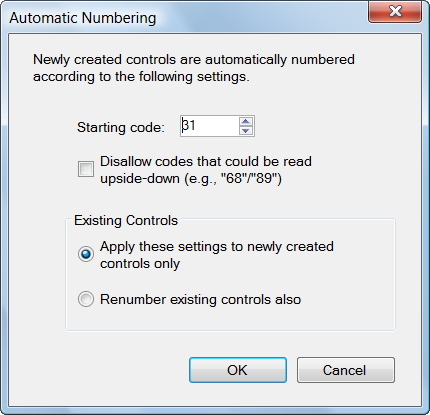 Automatic Numbering
Newly created controls are automatically numbered
according to the following settings.
Starting code: 31
Disallow codes that could be read
upside-down (e.g., "68"/"89")
Existing Controls
Apply these settings to newly created
controls only
Renumber existing controls also
OK Cancel